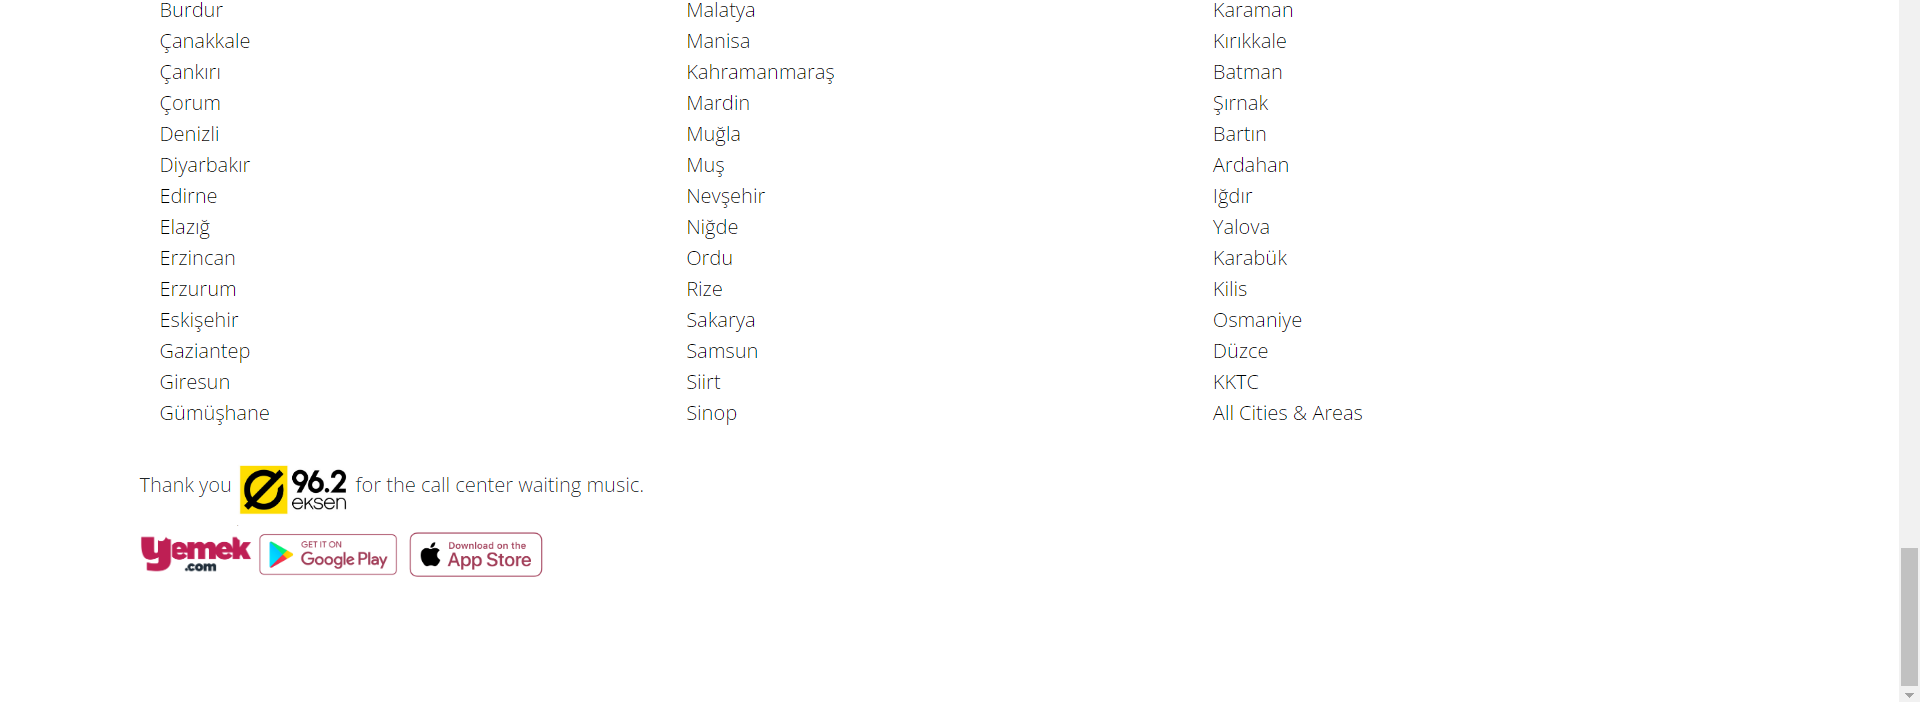 Burdur
Çanakkale
Çankırı
Çorum
Denizli
Diyarbakır
Edirne
Elazığ
Erzincan
Erzurum
Eskişehir
Gaziantep
Giresun
Gümüşhane
Malatya
Manisa
Kahramanmaraş
Mardin
Muğla
Muş
Nevşehir
Niğde
Ordu
Rize
Sakarya
Samsun
Siirt
Sinop
Karaman
Kırıkkale
Batman
Şırnak
Bartın
Ardahan
Iğdır
Yalova
Karabük
Kilis
Osmaniye
Düzce
KKTC
All Cities & Areas
Thank you 96.2 eksen for the call center waiting music.
yemek .com
GET IT ON
Google Play
Download on the
App Store